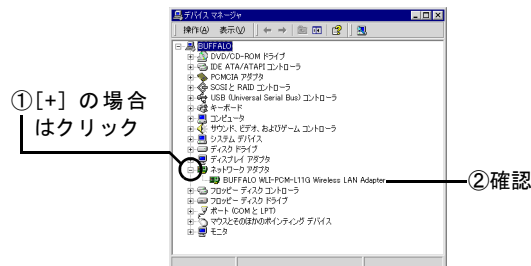 デバイス マネージャ
操作(A) 表示(V)
BUFFALO
DVD/CD-ROM ドライブ
IDE ATA/ATAPI コントローラ
PCMCIA アダプタ
SCSI と RAID コントローラ
USB (Universal Serial Bus) コントローラ
キーボード
コンピュータ
サウンド、ビデオ、およびゲーム コントローラ
システム デバイス
ディスク ドライブ
ディスプレイ アダプタ
ネットワーク アダプタ
BUFFALO WLI-PCM-L11G Wireless LAN Adapter
フロッピー ディスク コントローラ
フロッピー ディスク ドライブ
ポート (COM と LPT)
マウスとそのほかのポインティング デバイス
モニタ
①[+] の場合
はクリック
②確認